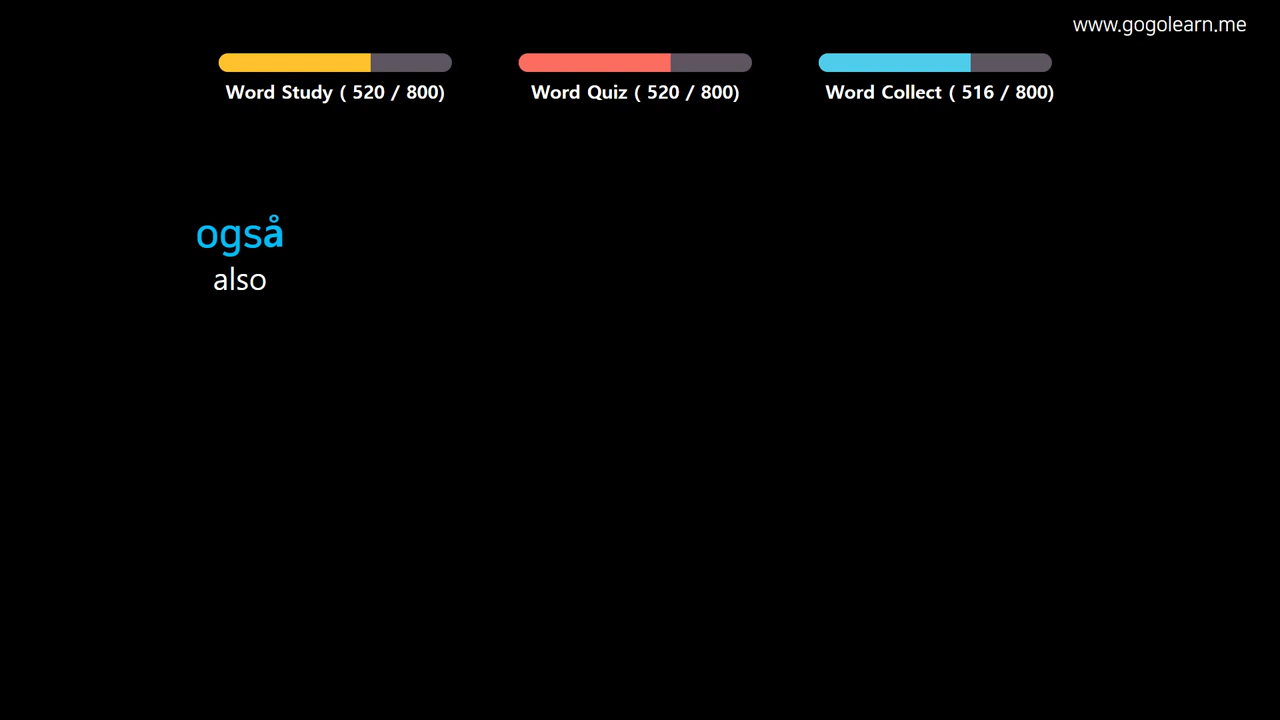 www.gogolearn.me
Word Study ( 520 / 800)
Word Quiz ( 520 / 800)
Word Collect ( 516 / 800)
også
also